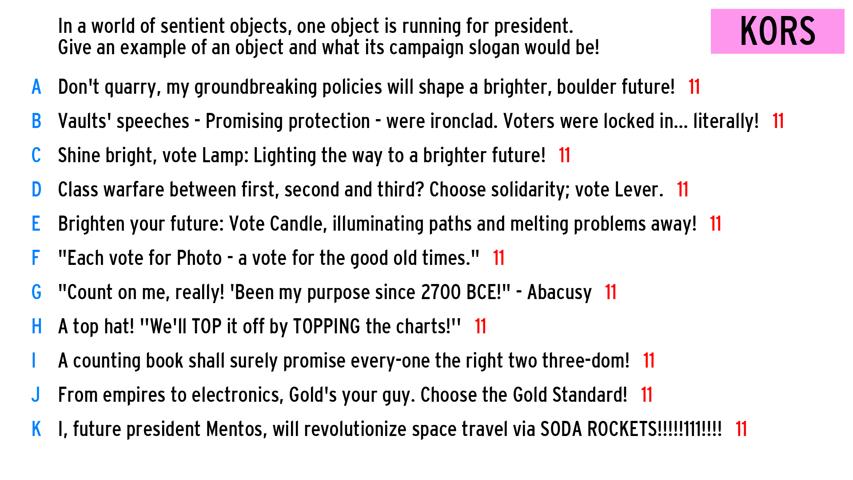 In a world of sentient objects, one object is running for president.
Give an example of an object and what its campaign slogan would be!
KORS
A Don't quarry, my groundbreaking policies will shape a brighter, boulder future! 11
B Vaults' speeches - Promising protection - were ironclad. Voters were locked in... literally! 11
C Shine bright, vote Lamp: Lighting the way to a brighter future! 11
D Class warfare between first, second and third? Choose solidarity; vote Lever. 11
E Brighten your future: Vote Candle, illuminating paths and melting problems away! 11
F "Each vote for Photo - a vote for the good old times." 11
G "Count on me, really! 'Been my purpose since 2700 BCE!" - Abacusy 11
H A top hat! ''We'll TOP it off by TOPPING the charts!'' 11
I A counting book shall surely promise every-one the right two three-dom! 11
J From empires to electronics, Gold's your guy. Choose the Gold Standard! 11
K I, future president Mentos, will revolutionize space travel via SODA ROCKETS!!!!!111!!!! 11